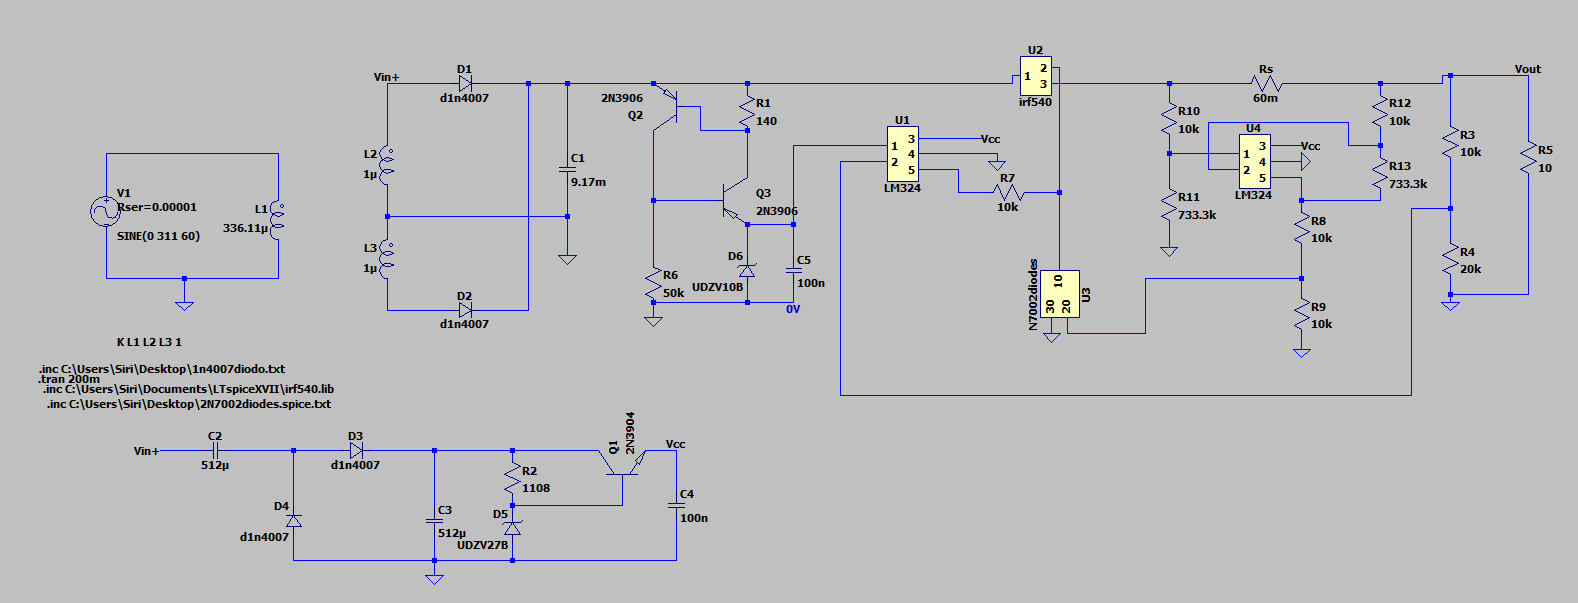 U2
1
2
3
irf540
Vin+
D1
d1n4007
2N3906
Q2
R1
140
U1
1
2
3
4
5
Vcc
LM324
R7
10k
Rs
60m
Vout
R10
10k
U4
1
2
3
4
5
Vcc
LM324
R12
10k
R13
733.3k
R3
10k
R5
10
L2
1µ
C1
9.17m
V1
Rser=0.00001
SINE(0 311 60)
L1
336.11µ
L3
1µ
Q3
2N3906
R11
733.3k
R8
10k
D6
UDZV10B
C5
100n
0V
R6
50k
N7002diodes
10
30
20
U3
R4
20k
R9
10k
D2
d1n4007
K L1 L2 L3 1
.inc C:\Users\Siri\Desktop\1n4007diodo.txt
.tran 200m
.inc C:\Users\Siri\Documents\LTspiceXVII\irf540.lib
.inc C:\Users\Siri\Desktop\2N7002diodes.spice.txt
Vin+
C2
512µ
D3
d1n4007
Q1
2N3904
Vcc
R2
1108
D4
d1n4007
C3
512µ
D5
UDZV27B
C4
100n